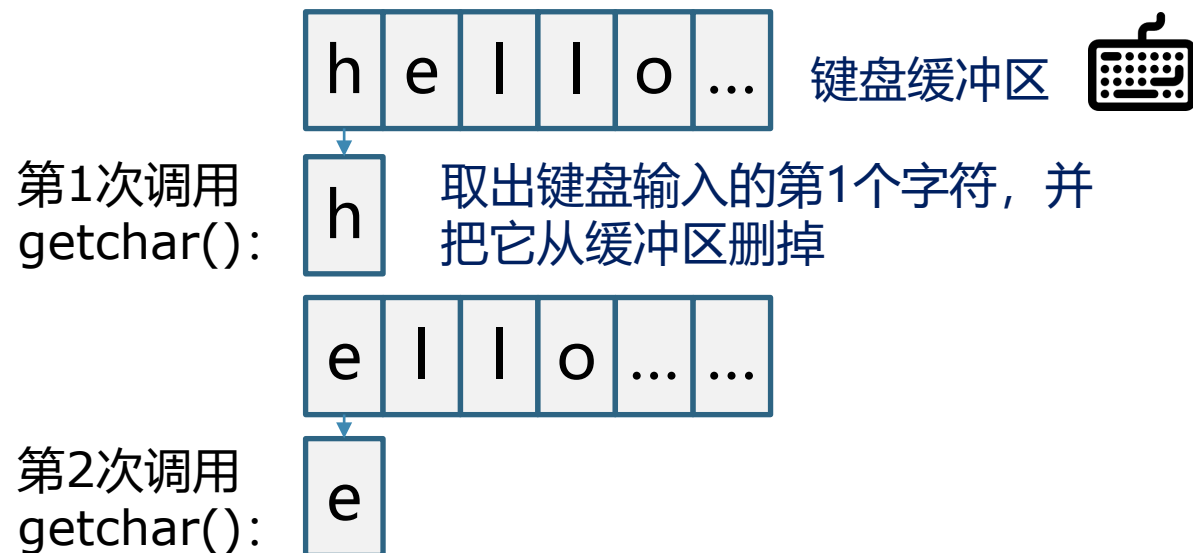 h e l l o ... 键盘缓冲区
第1次调用
getchar():
h
取出键盘输入的第1个字符，并
把它从缓冲区删掉
e l l o ... ...
第2次调用
getchar():
e